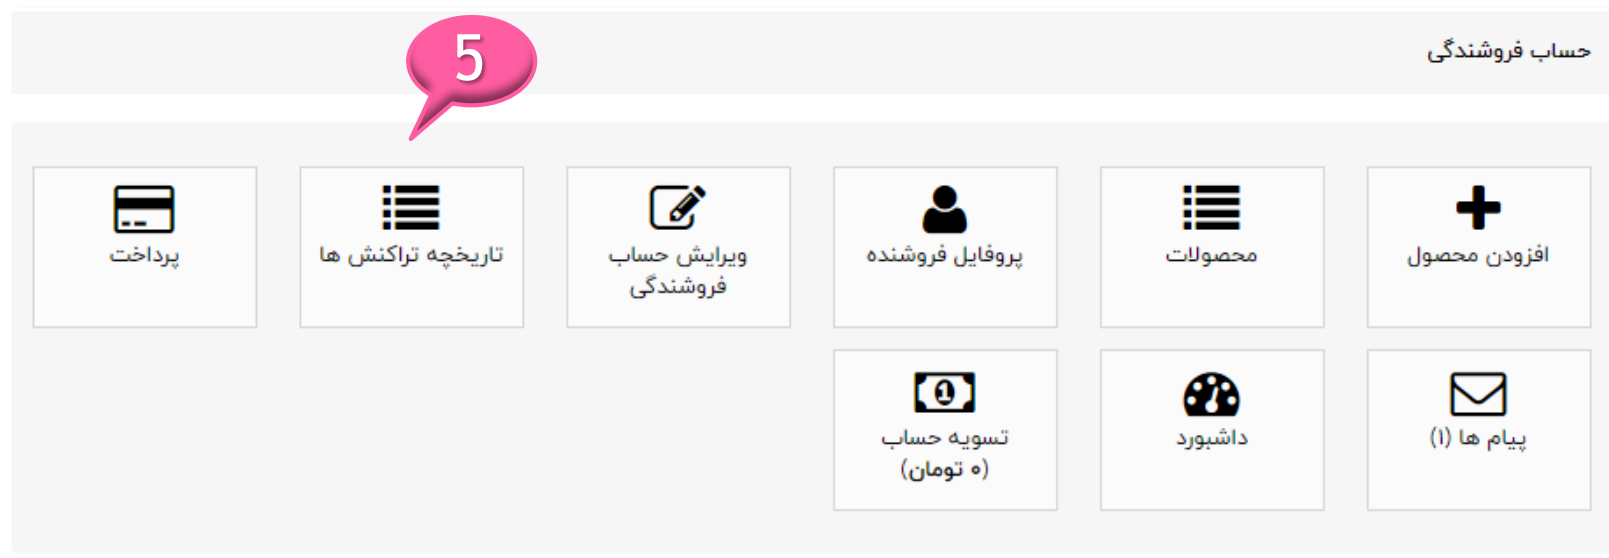 حساب فروشندگی
5
افزودن محصول
محصولات
پروفایل فروشنده
ویرایش حساب
فروشندگی
تاریخچه تراکنش ها
پرداخت
پیام ها (۱)
داشبورد
تسویه حساب
(۰ تومان)